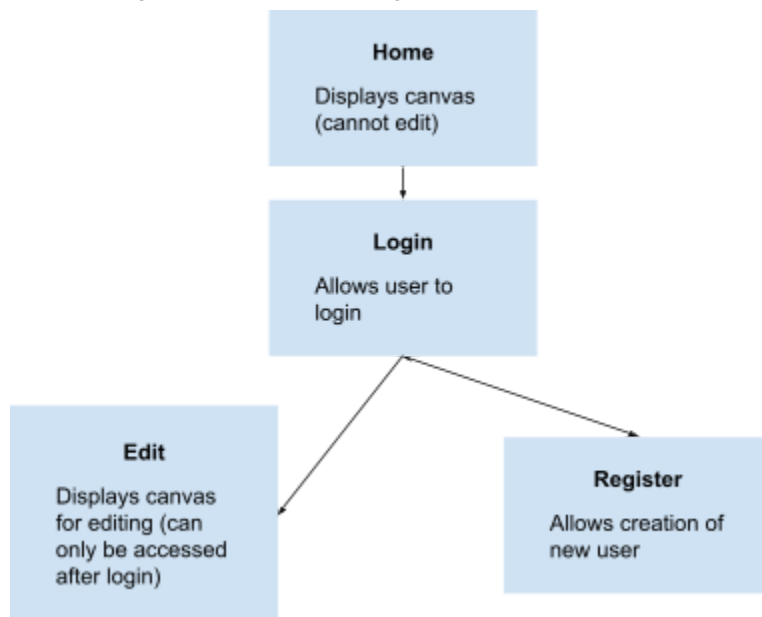 Home
Displays canvas
(cannot edit)
Login
Allows user to
login
Edit
Displays canvas
for editing (can
only be accessed
after login)
Register
Allows creation of
new user